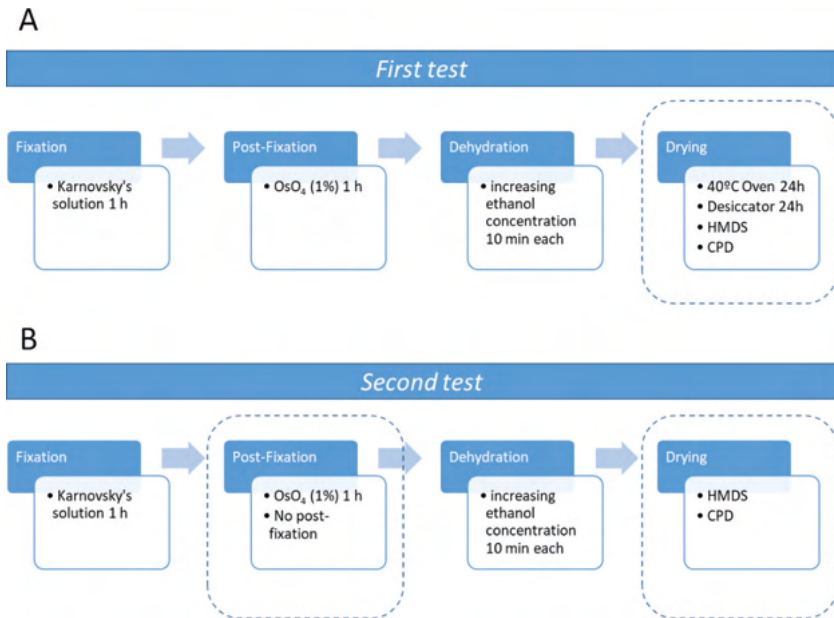 A
First test
Fixation
• Karnovsky's
solution 1 h
Post-Fixation
• OsO₄ (1%) 1 h
Dehydration
• increasing
ethanol
concentration
10 min each
Drying
• 40ºC Oven 24h
• Desiccator 24h
• HMDS
• CPD
B
Second test
Fixation
• Karnovsky's
solution 1 h
Post-Fixation
• OsO₄ (1%) 1 h
• No post-
fixation
Dehydration
• increasing
ethanol
concentration
10 min each
Drying
• HMDS
• CPD